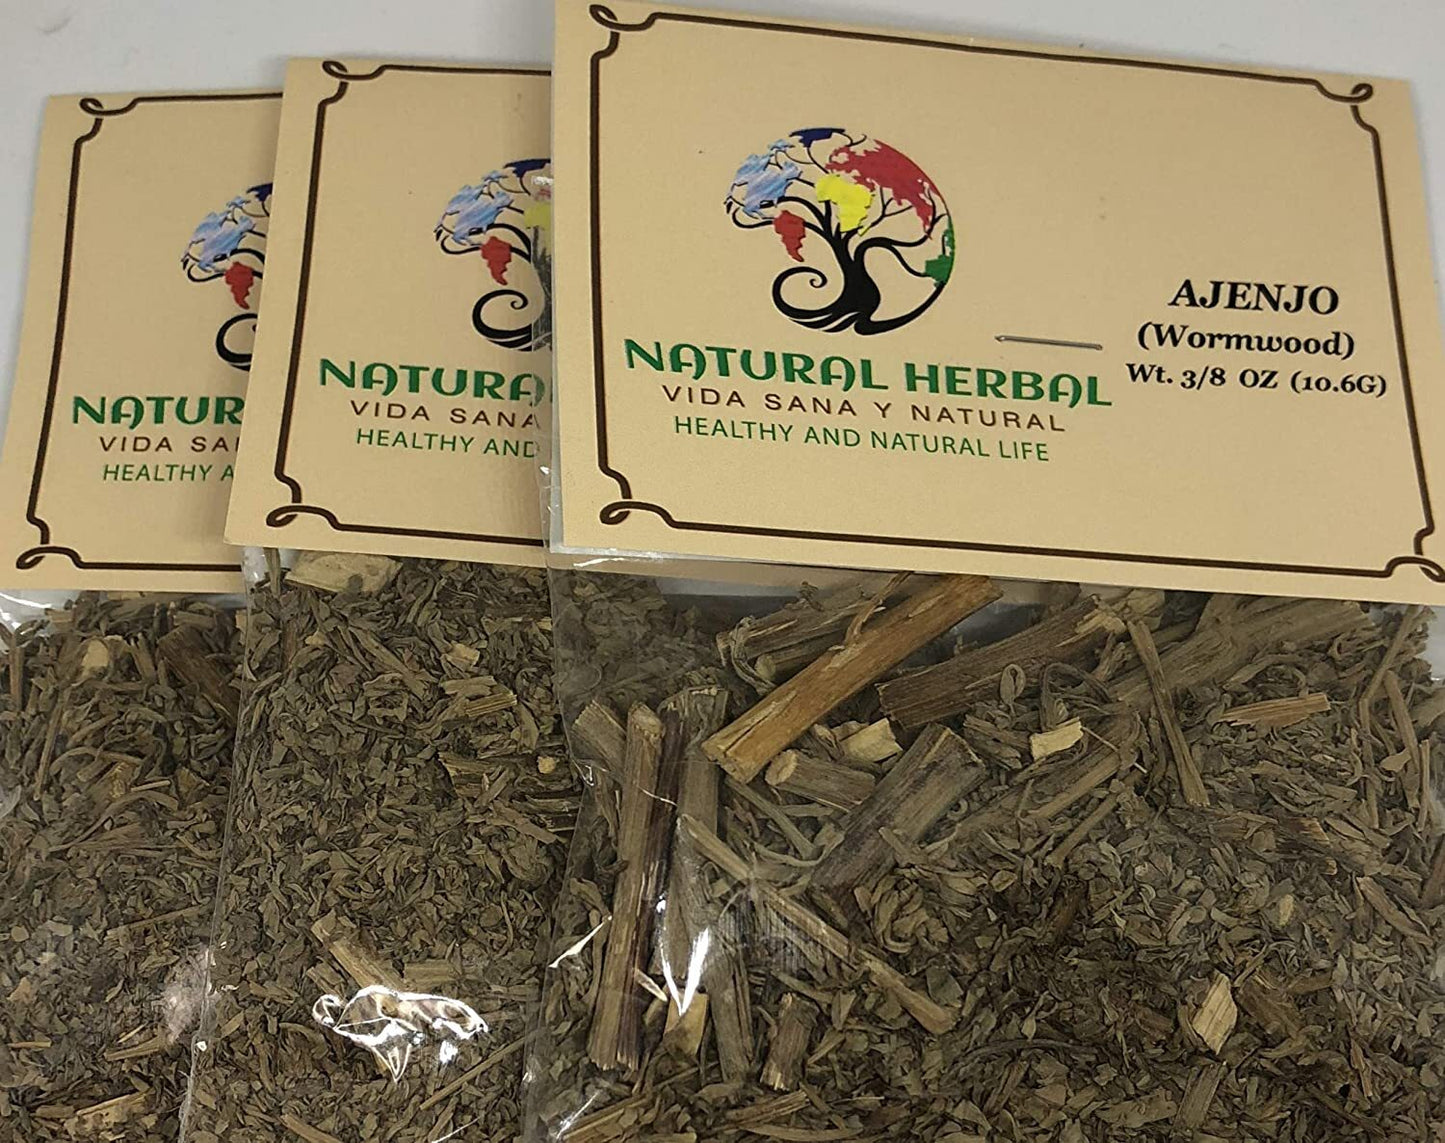 NATURAL HERBAL
VIDA SANA Y NATURAL
HEALTHY AND NATURAL LIFE
AJENJO
(Wormwood)
Wt. 3/8 OZ (10.6G)
NATURA
VIDA SANA
HEALTHY AND
NATUR
VIDA SA
HEALTHY A